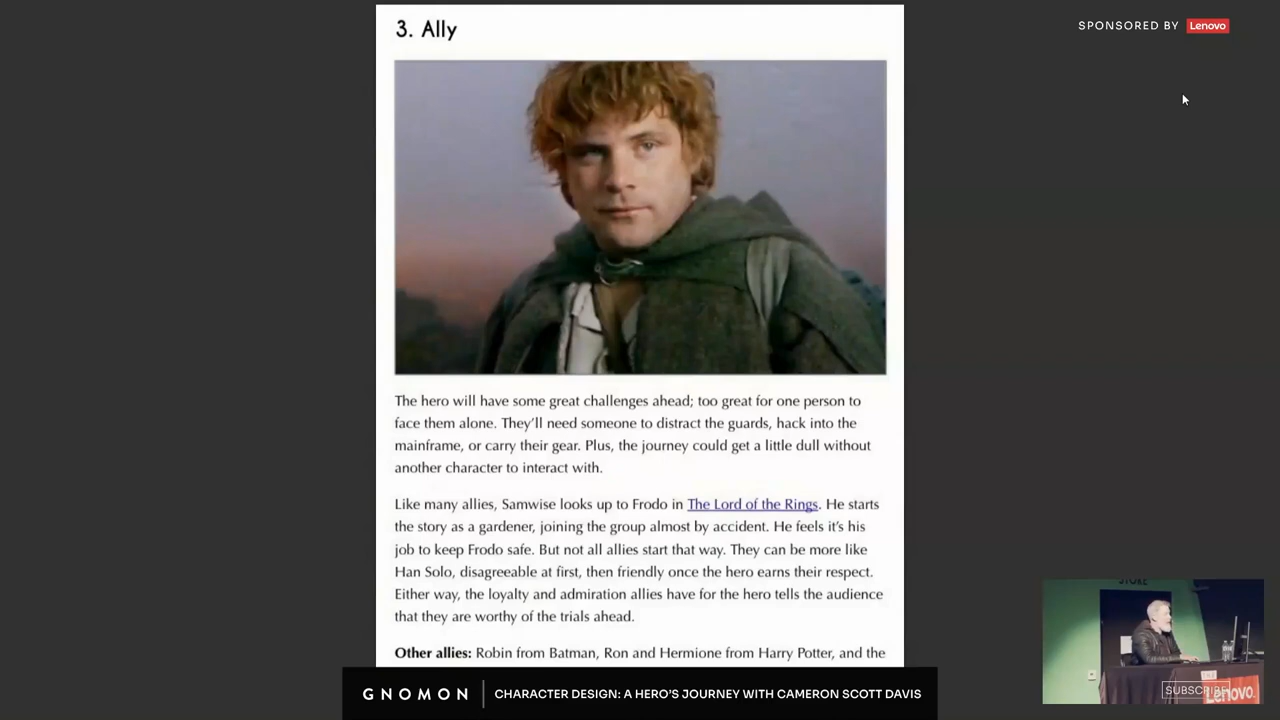 3. Ally
SPONSORED BY Lenovo
The hero will have some great challenges ahead; too great for one person to
face them alone. They'll need someone to distract the guards, hack into the
mainframe, or carry their gear. Plus, the journey could get a little dull without
another character to interact with.
Like many allies, Samwise looks up to Frodo in The Lord of the Rings. He starts
the story as a gardener, joining the group almost by accident. He feels it's his
job to keep Frodo safe. But not all allies start that way. They can be more like
Han Solo, disagreeable at first, then friendly once the hero earns their respect.
Either way, the loyalty and admiration allies have for the hero tells the audience
that they are worthy of the trials ahead.
Other allies: Robin from Batman, Ron and Hermione from Harry Potter, and the
GNOMON | CHARACTER DESIGN: A HERO'S JOURNEY WITH CAMERON SCOTT DAVIS
SUBSCRIBE
Lenovo.